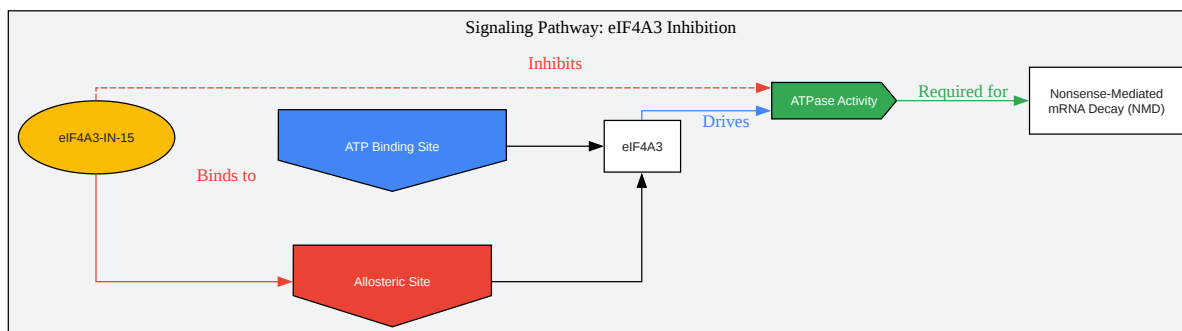 Signaling Pathway: eIF4A3 Inhibition
Inhibits
eIF4A3-IN-15
Binds to
ATP Binding Site
Allosteric Site
eIF4A3
Drives
ATPase Activity
Required for
Nonsense-Mediated
mRNA Decay (NMD)